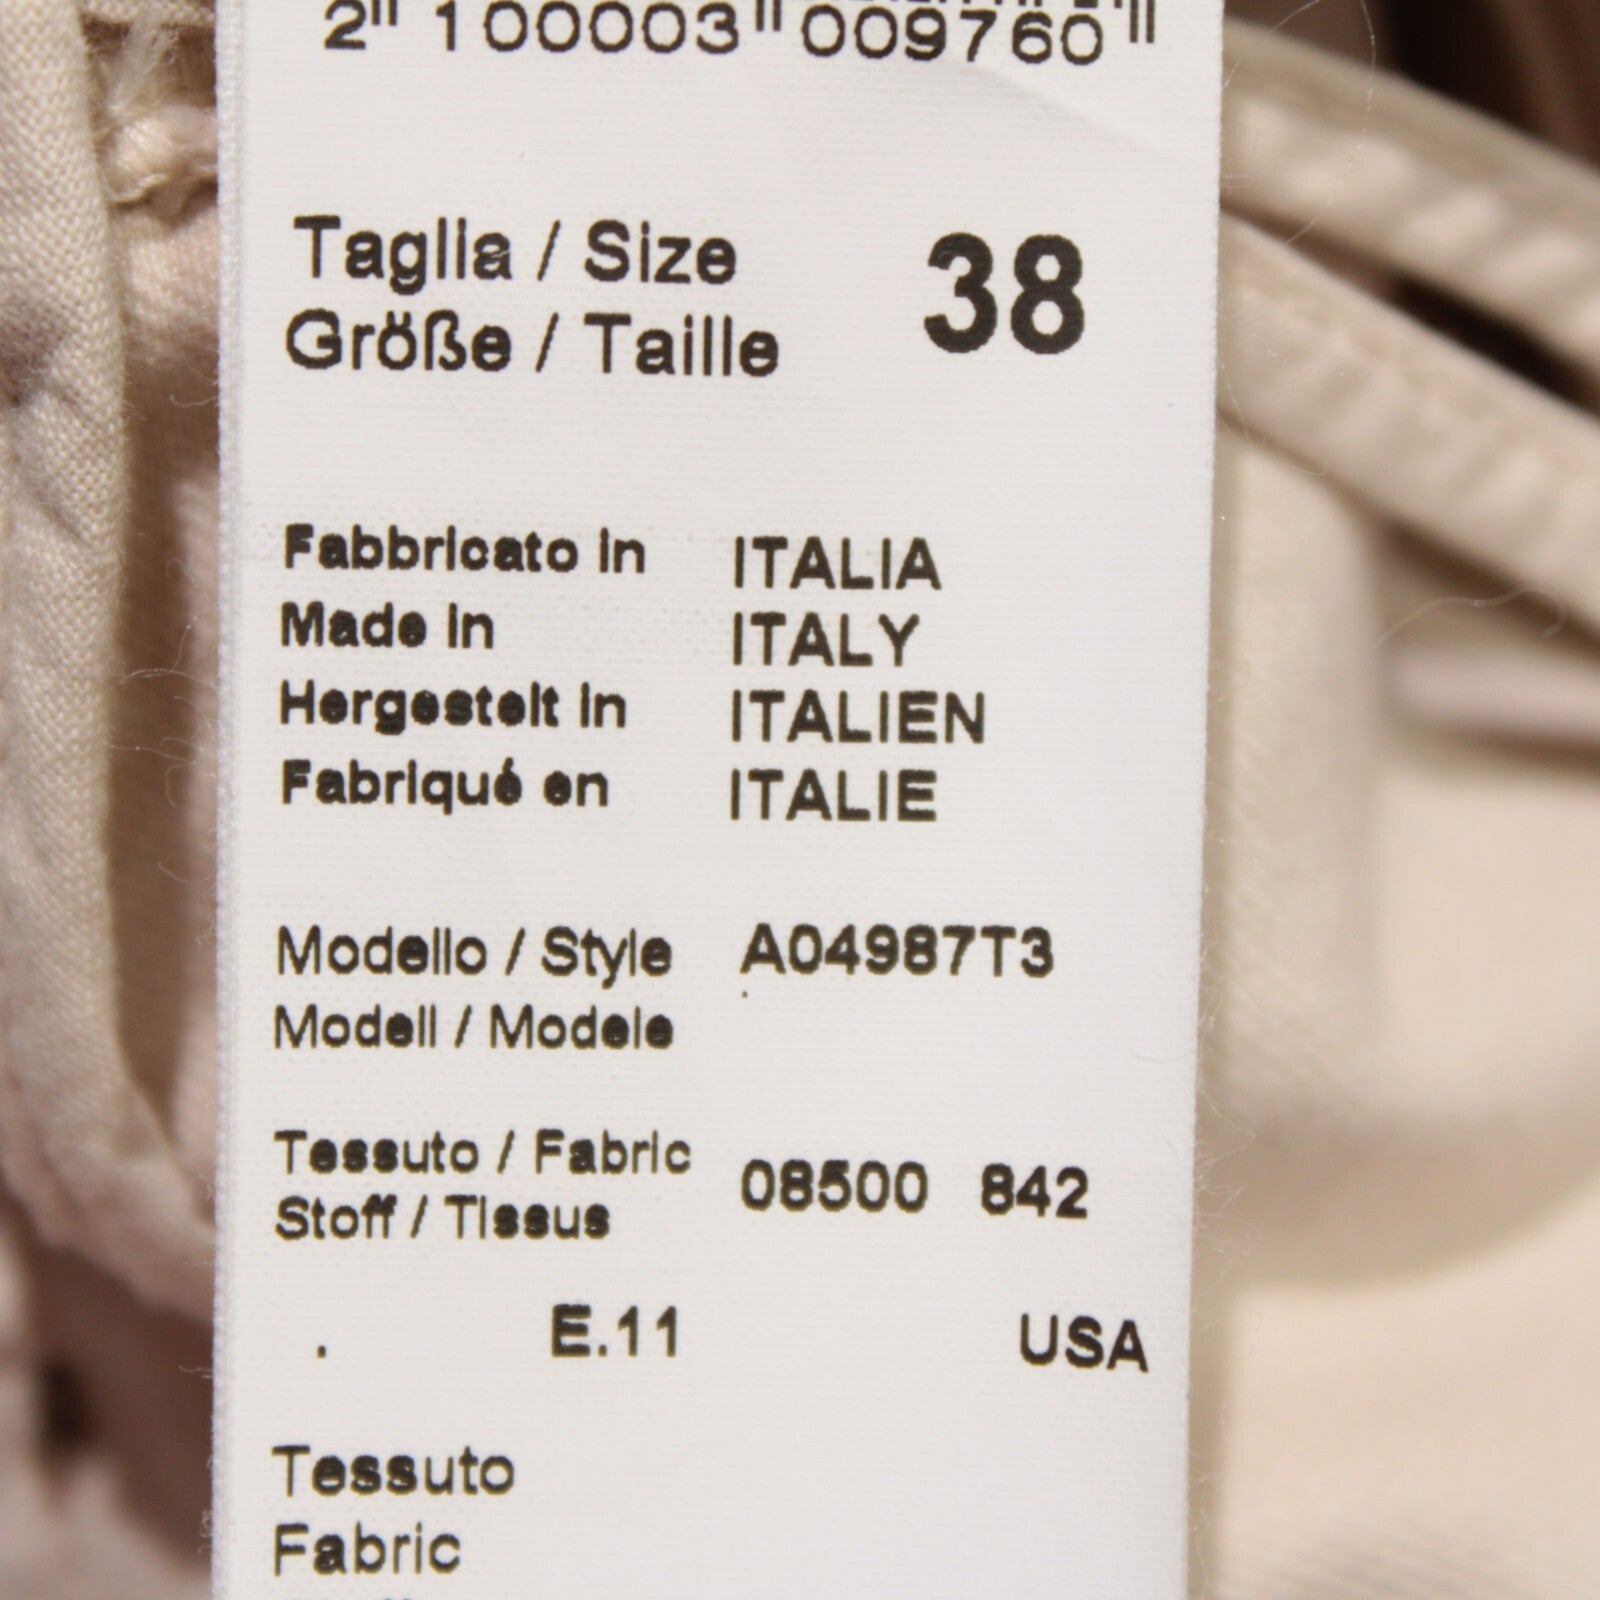 2 100003 009760
Taglia / Size 38
Größe / Taille
Fabbricato in ITALIA
Made in ITALY
Hergestelt in ITALIEN
Fabriqué en ITALIE
Modello / Style A04987T3
Modell / Modele
Tessuto / Fabric 08500 842
Stoff / Tissus
. E.11 USA
Tessuto
Fabric